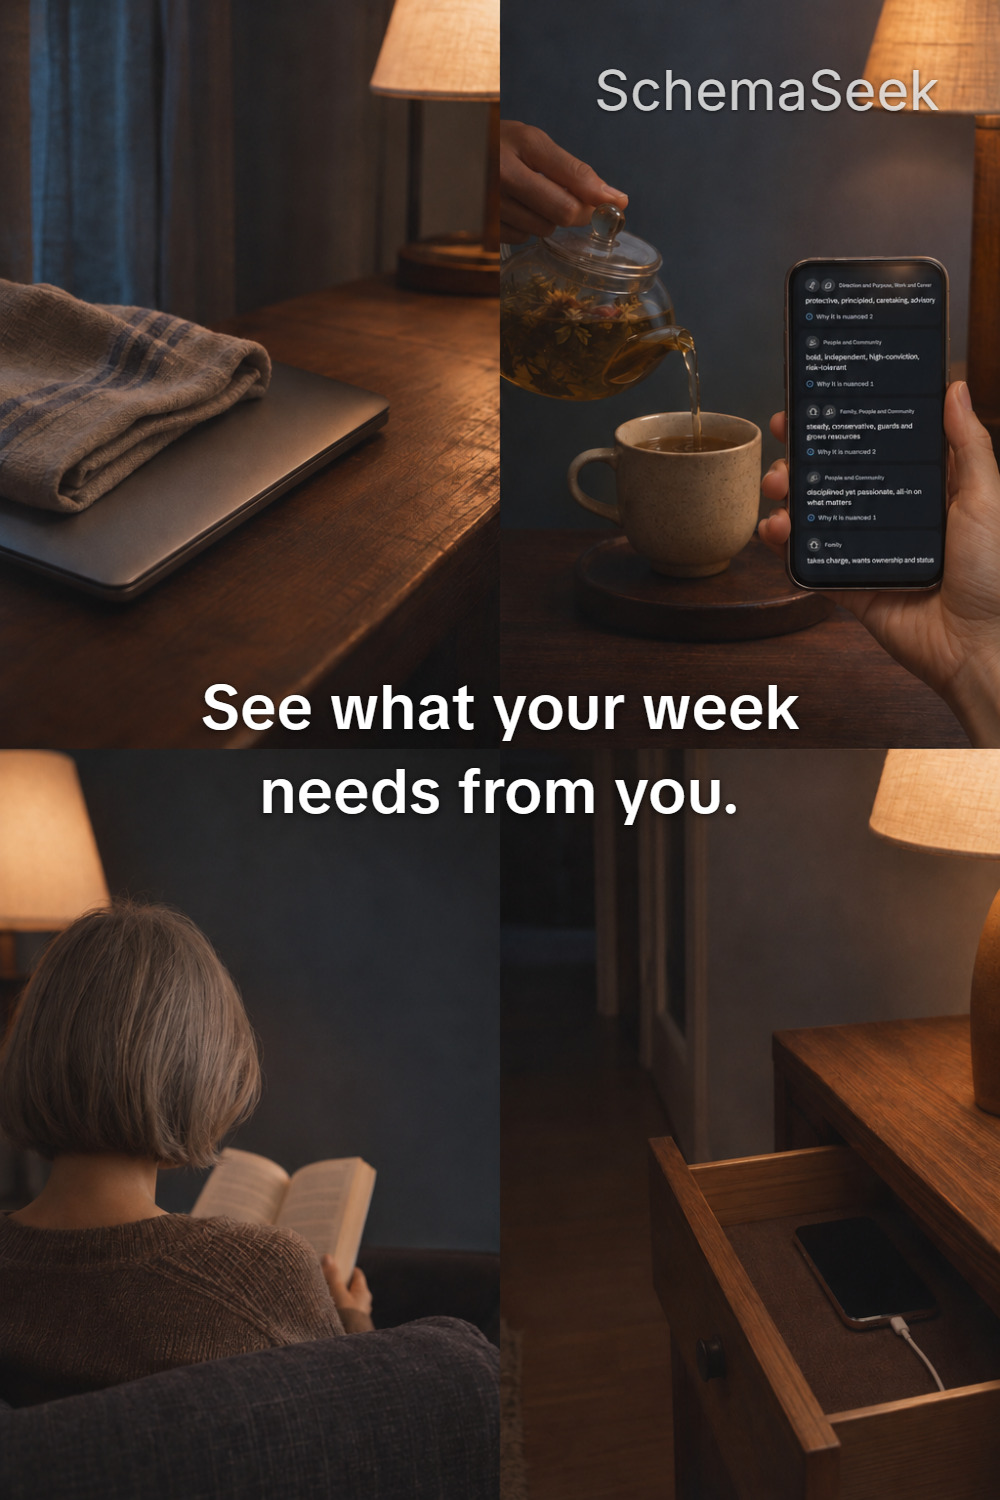 SchemaSeek
Direction and Purpose, Work and Career
protective, principled, caretaking, advisory
Why it is nuanced 2
People and Community
bold, independent, high-conviction,
risk-tolerant
Why it is nuanced 1
Family, People and Community
steady, conservative, guards and
grows resources
Why it is nuanced 2
People and Community
disciplined yet passionate, all-in on
what matters
Why it is nuanced 1
Family
takes charge, wants ownership and status
See what your week
needs from you.